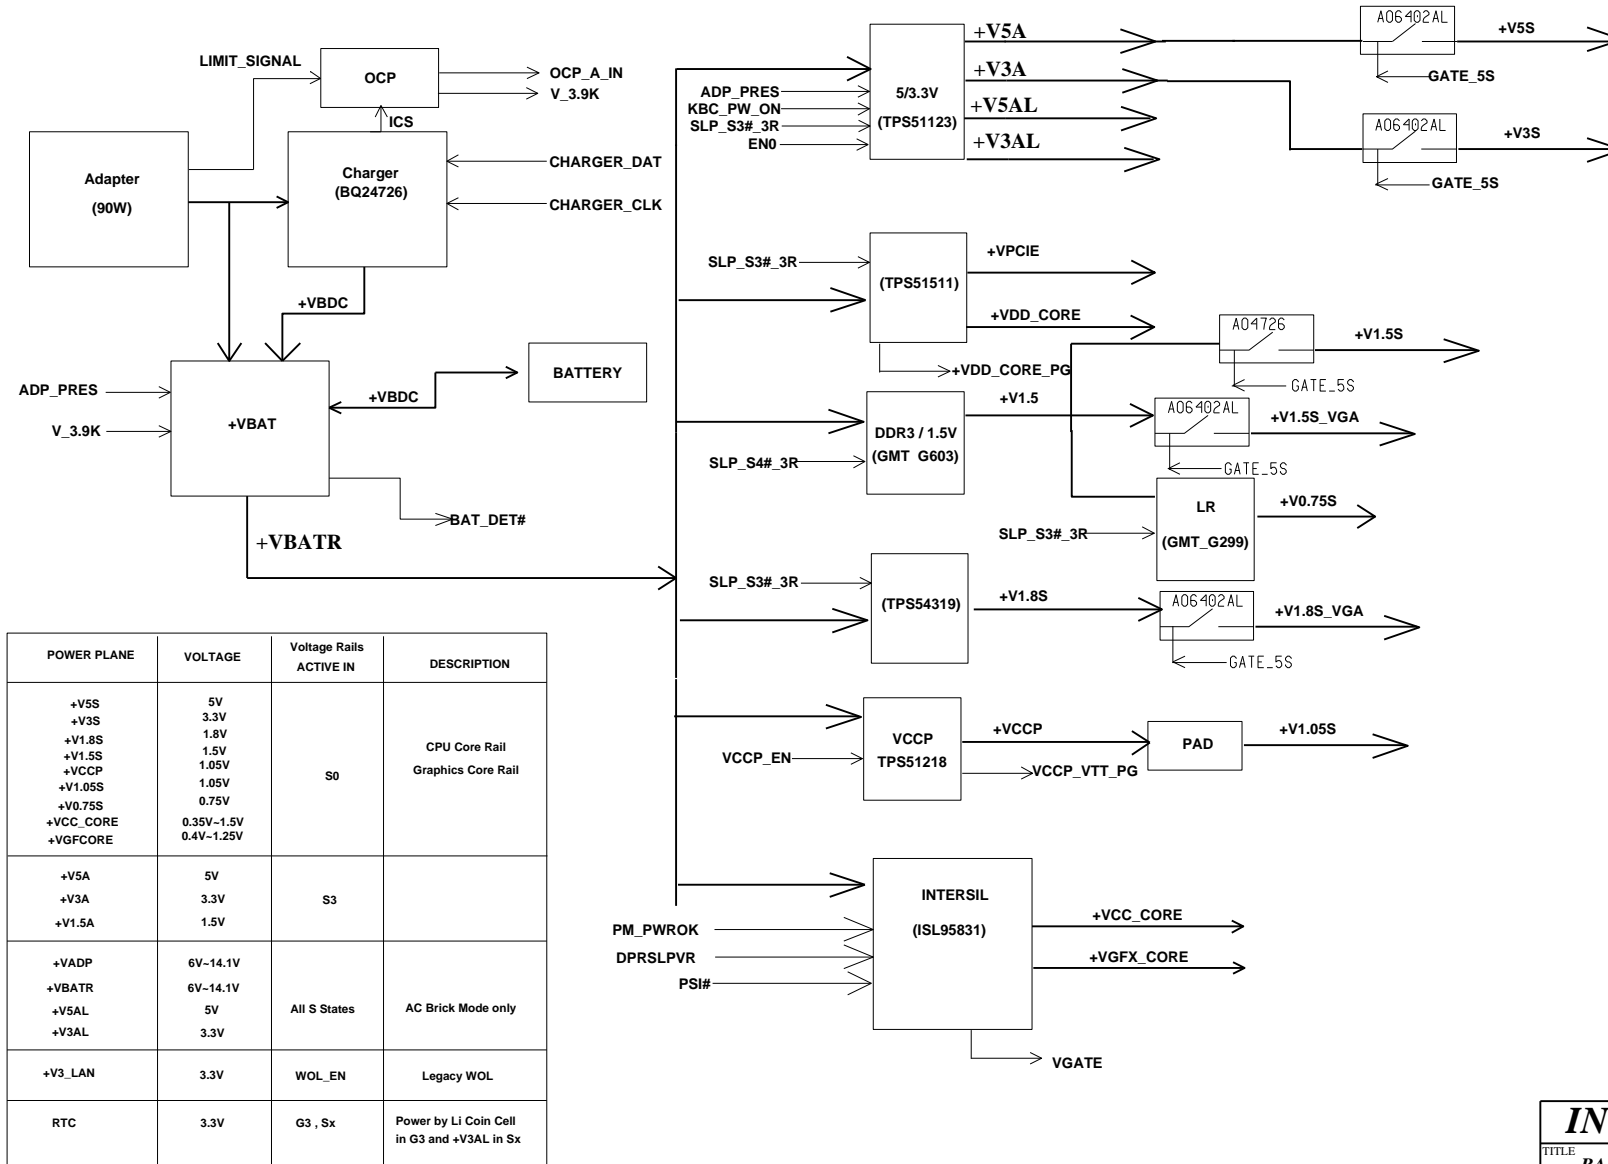 LIMIT_SIGNAL
OCP
OCP_A_IN
V_3.9K
ICS
Adapter
(90W)
Charger
(BQ24726)
CHARGER_DAT
CHARGER_CLK
+VBDC
ADP_PRES
V_3.9K
+VBAT
+VBDC
BATTERY
BAT_DET#
+VBATR
ADP_PRES
KBC_PW_ON
SLP_S3#_3R
EN0
5/3.3V
(TPS51123)
+V5A
+V3A
+V5AL
+V3AL
AO6402AL
+V5S
GATE_5S
AO6402AL
+V3S
GATE_5S
SLP_S3#_3R
(TPS51511)
+VPCIE
+VDD_CORE
+VDD_CORE_PG
AO4726
+V1.5S
GATE_5S
SLP_S4#_3R
DDR3 / 1.5V
(GMT G603)
+V1.5
AO6402AL
+V1.5S_VGA
GATE_5S
SLP_S3#_3R
LR
(GMT_G299)
+V0.75S
SLP_S3#_3R
(TPS54319)
+V1.8S
AO6402AL
+V1.8S_VGA
GATE_5S
VCCP_EN
VCCP
TPS51218
+VCCP
VCCP_VTT_PG
PAD
+V1.05S
PM_PWROK
DPRSLPVR
PSI#
INTERSIL
(ISL95831)
+VCC_CORE
+VGFX_CORE
VGATE
POWER PLANE VOLTAGE Voltage Rails ACTIVE IN DESCRIPTION
+V5S 5V
+V3S 3.3V
+V1.8S 1.8V
+V1.5S 1.5V
+VCCP 1.05V
+V1.05S 1.05V
+V0.75S 0.75V
+VCC_CORE 0.35V~1.5V
+VGFCORE 0.4V~1.25V
S0
CPU Core Rail
Graphics Core Rail
+V5A 5V
+V3A 3.3V S3
+V1.5A 1.5V
+VADP 6V~14.1V
+VBATR 6V~14.1V
+V5AL 5V All S States AC Brick Mode only
+V3AL 3.3V
+V3_LAN 3.3V WOL_EN Legacy WOL
RTC 3.3V G3 , Sx Power by Li Coin Cell
in G3 and +V3AL in Sx
IN
TITLE